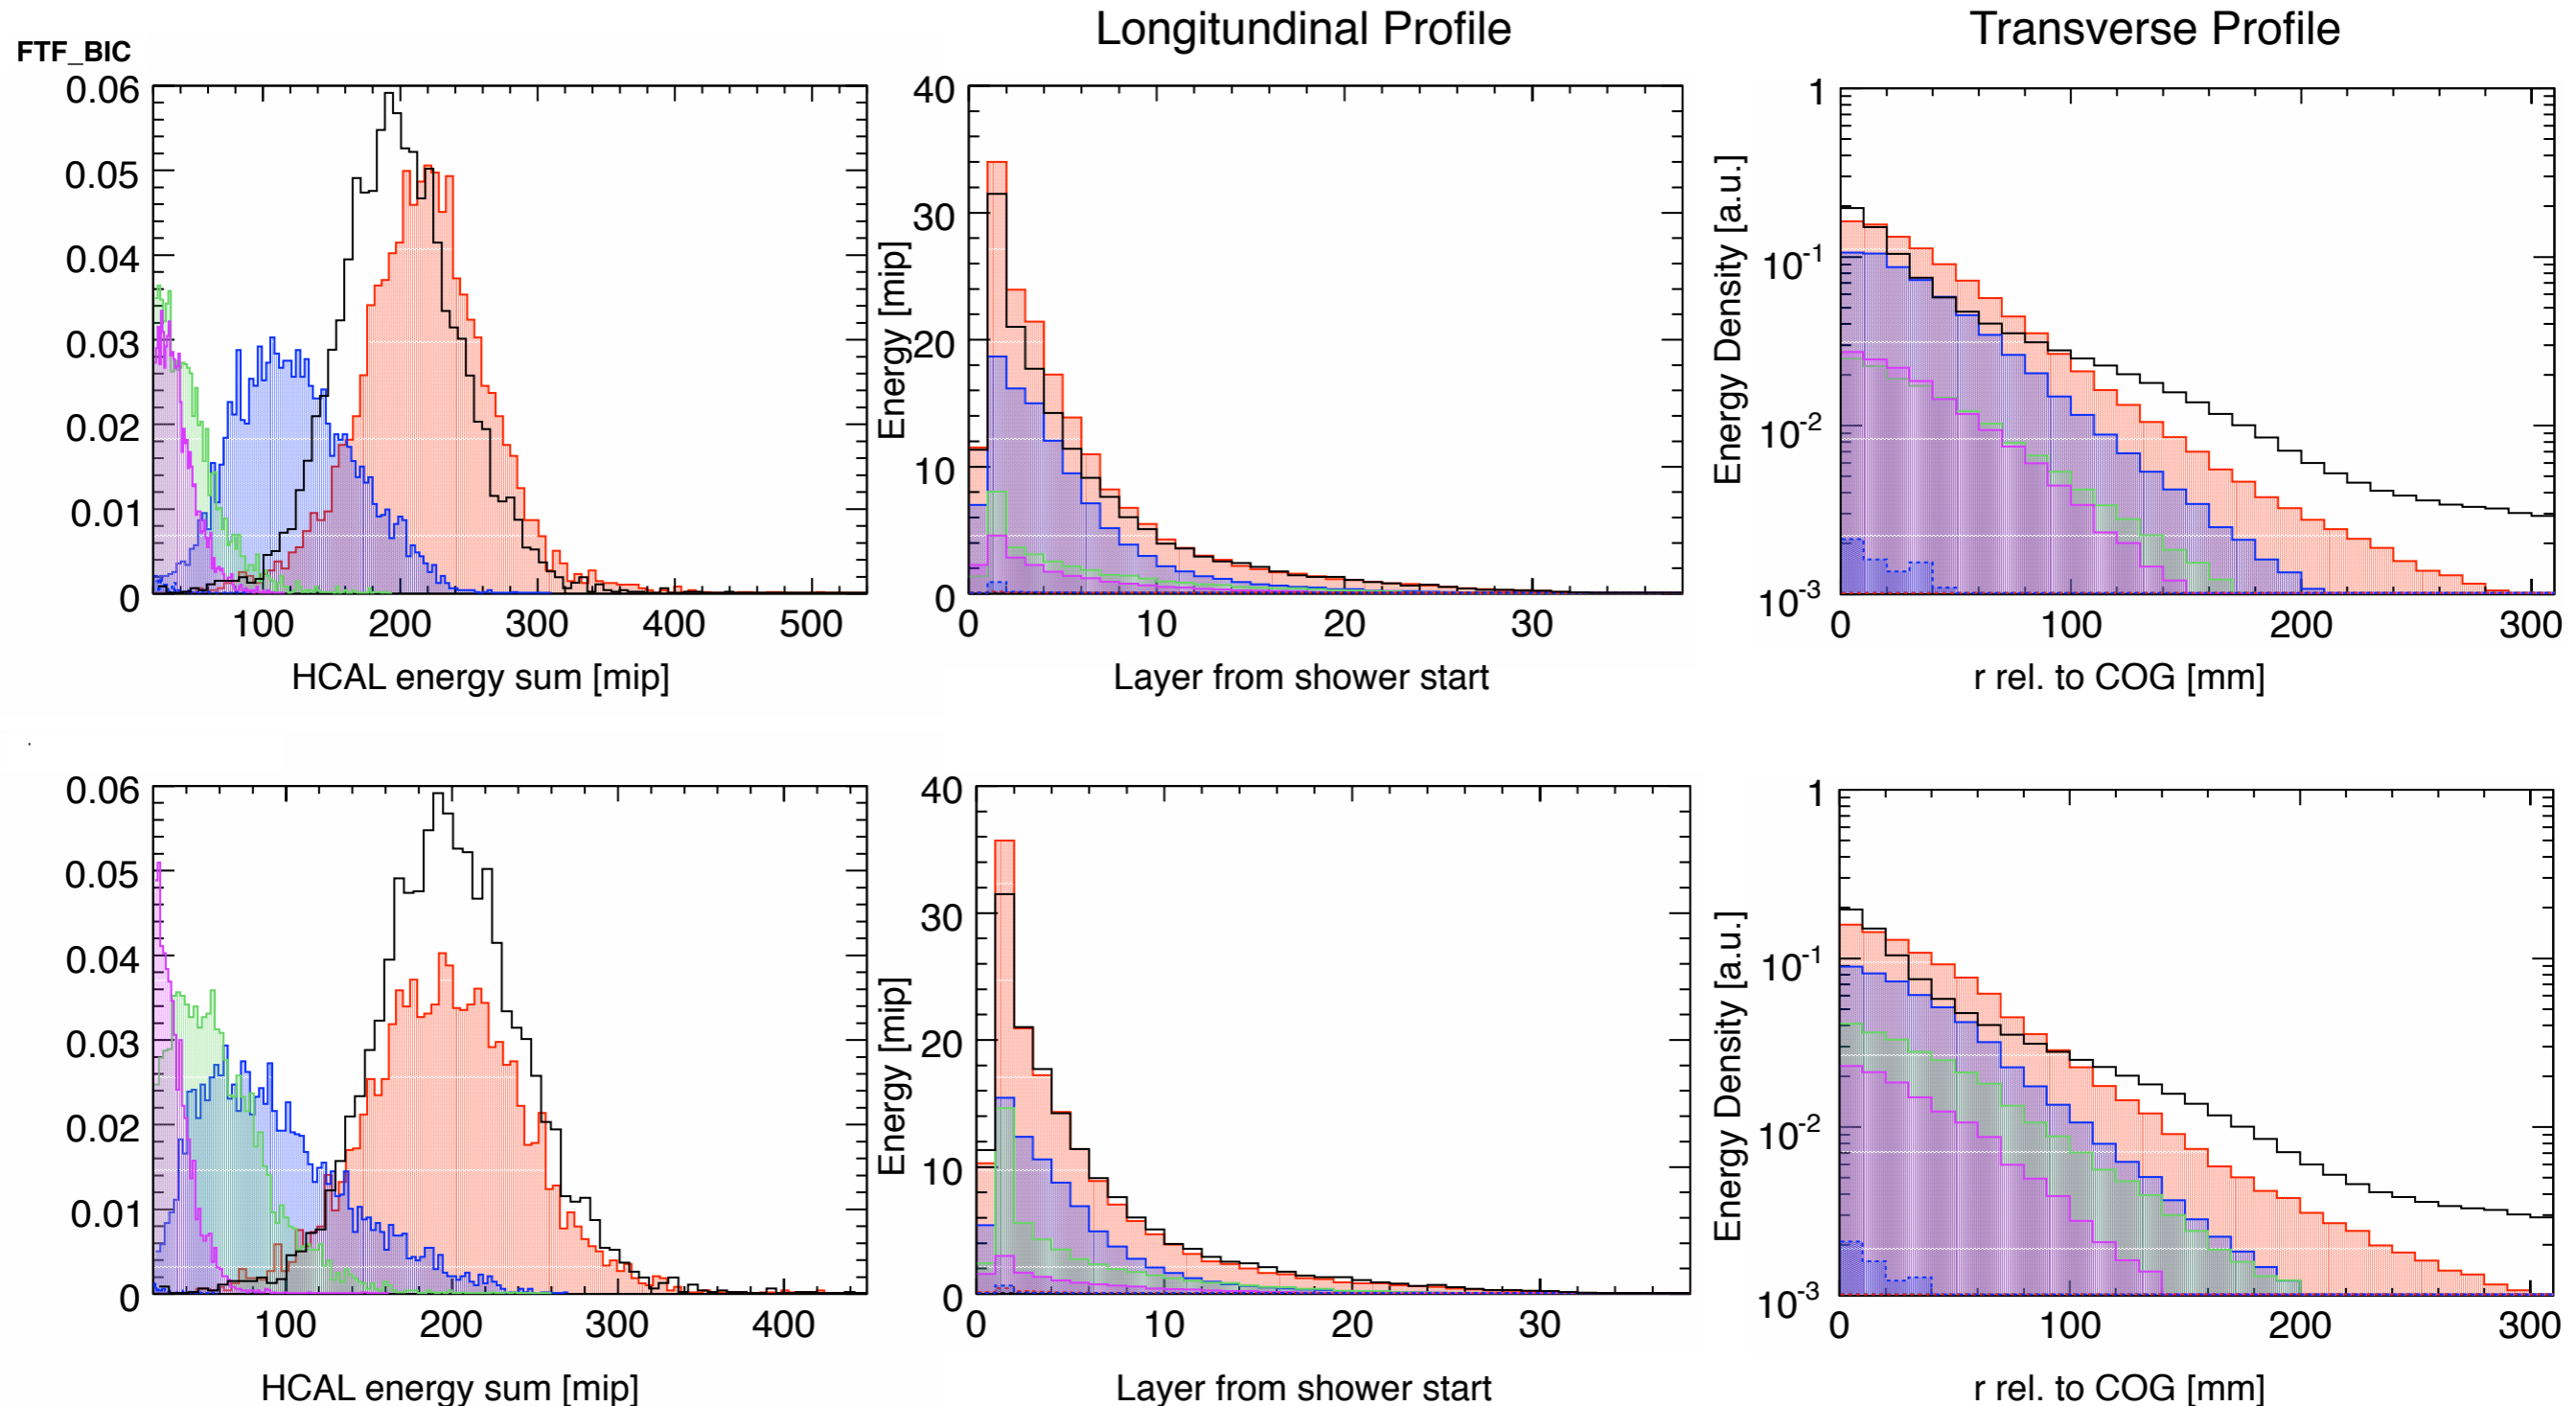 Longitundinal Profile
Transverse Profile
FTF_BIC
0.06
0.05
0.04
0.03
0.02
0.01
0
100 200 300 400 500
HCAL energy sum [mip]
40
30
20
10
0
Energy [mip]
0 10 20 30
Layer from shower start
1
10-1
10-2
10-3
Energy Density [a.u.]
0 100 200 300
r rel. to COG [mm]
0.06
0.05
0.04
0.03
0.02
0.01
0
100 200 300 400
HCAL energy sum [mip]
40
30
20
10
0
Energy [mip]
0 10 20 30
Layer from shower start
1
10-1
10-2
10-3
Energy Density [a.u.]
0 100 200 300
r rel. to COG [mm]